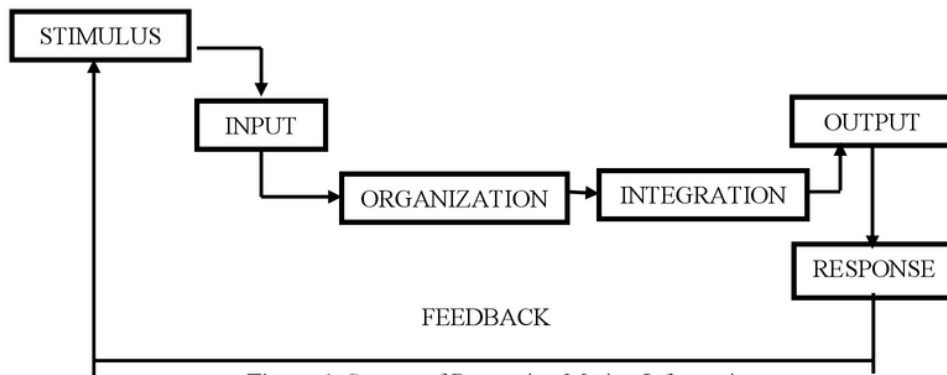 STIMULUS
INPUT
OUTPUT
ORGANIZATION
INTEGRATION
RESPONSE
FEEDBACK